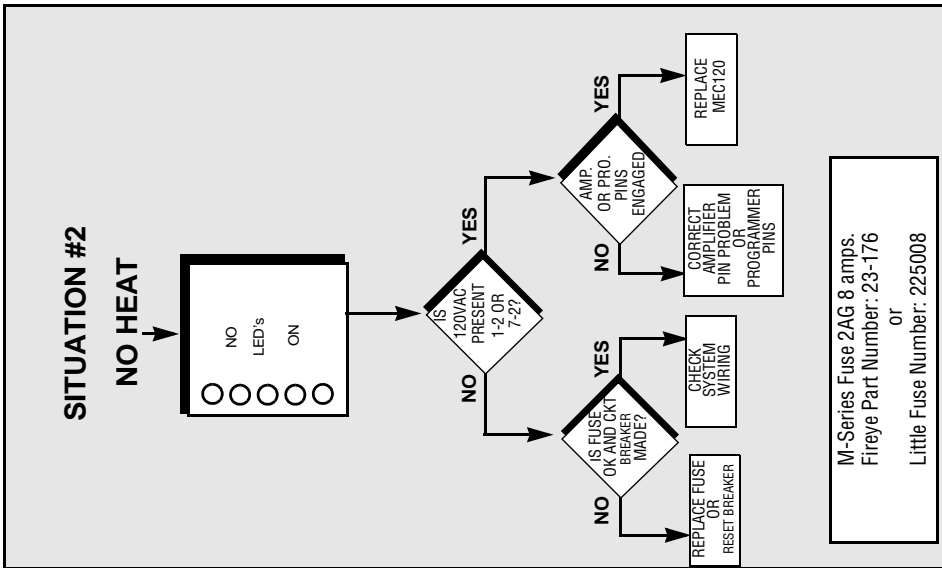 SITUATION #2
NO HEAT
NO
LED's
ON
IS
120VAC
PRESENT
1-2 OR
7-2?
NO
YES
IS FUSE
OK AND CKT
BREAKER
MADE?
NO
YES
REPLACE FUSE
OR
RESET BREAKER
CHECK
SYSTEM
WIRING
AMP.
OR PRO.
PINS
ENGAGED
NO
YES
CORRECT
AMPLIFIER
PIN PROBLEM
OR
PROGRAMMER
PINS
REPLACE
MEC120
M-Series Fuse 2AG 8 amps.
Fireye Part Number: 23-176
or
Little Fuse Number: 225008